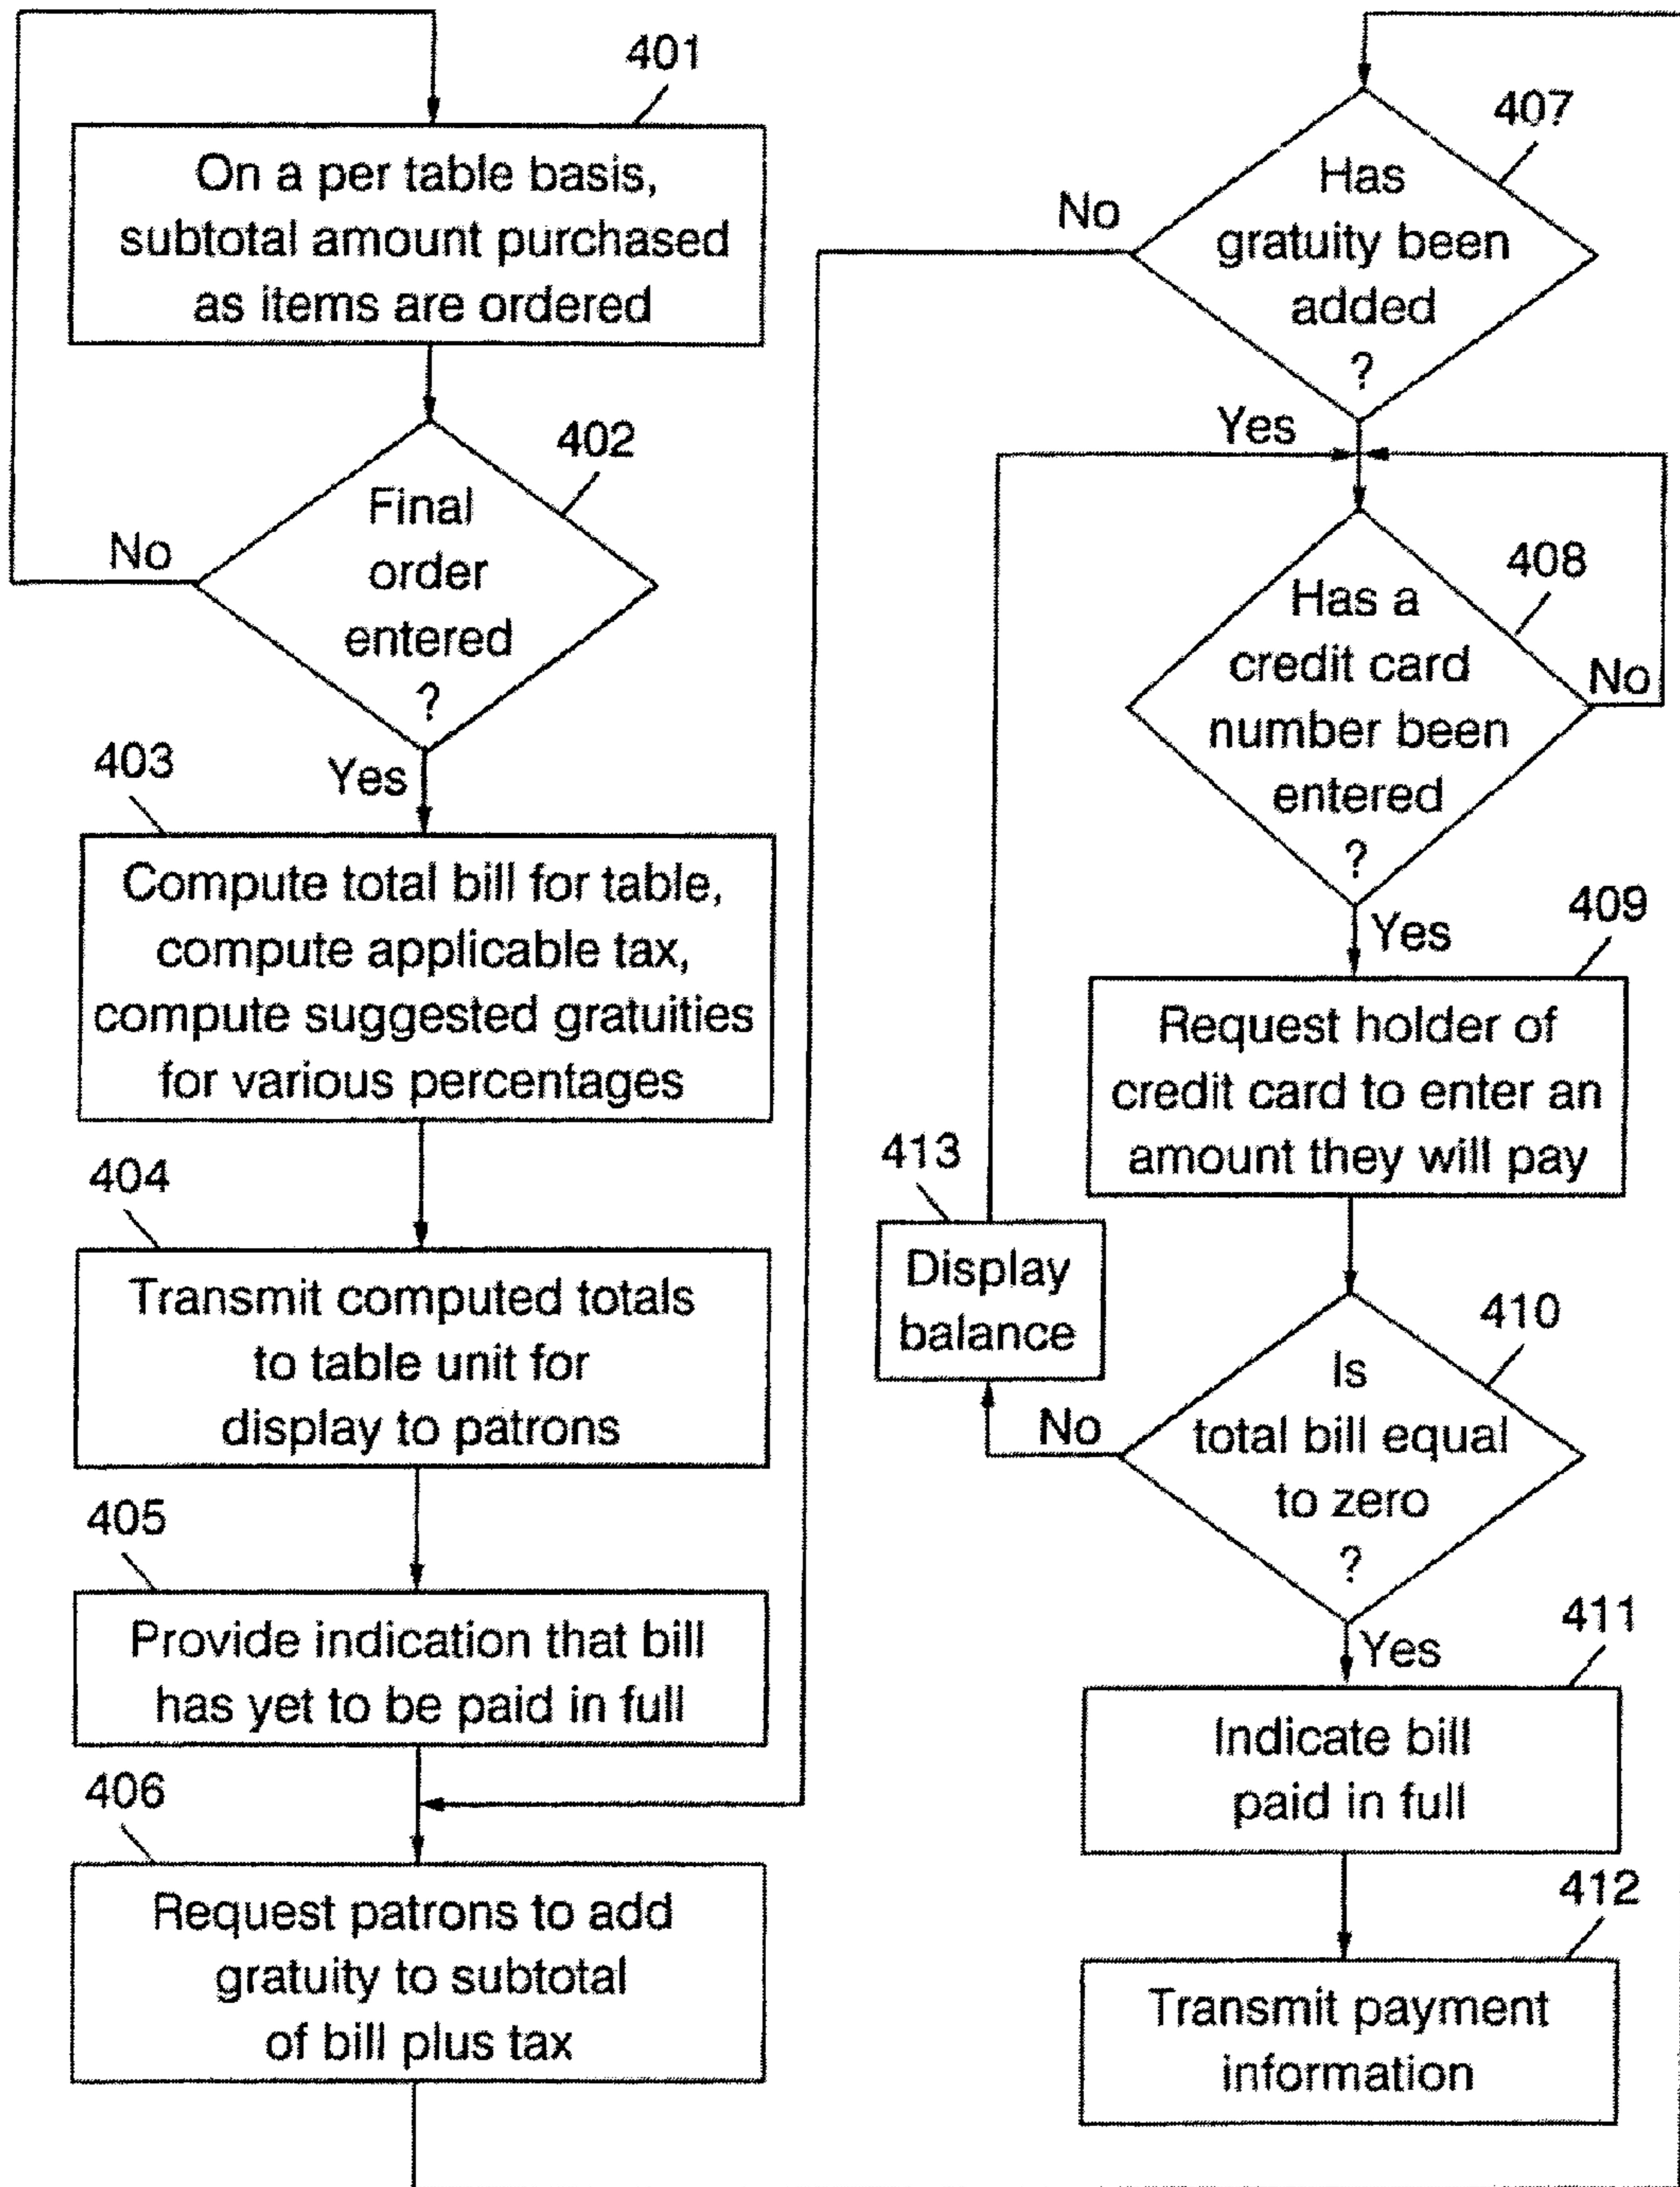 401
On a per table basis,
subtotal amount purchased
as items are ordered
402
Final
order
entered
?
No
Yes
403
Compute total bill for table,
compute applicable tax,
compute suggested gratuities
for various percentages
404
Transmit computed totals
to table unit for
display to patrons
405
Provide indication that bill
has yet to be paid in full
406
Request patrons to add
gratuity to subtotal
of bill plus tax
407
Has
gratuity been
added
?
No
Yes
408
Has a
credit card
number been
entered
?
No
Yes
409
Request holder of
credit card to enter an
amount they will pay
413
Display
balance
410
Is
total bill equal
to zero
?
No
Yes
411
Indicate bill
paid in full
412
Transmit payment
information